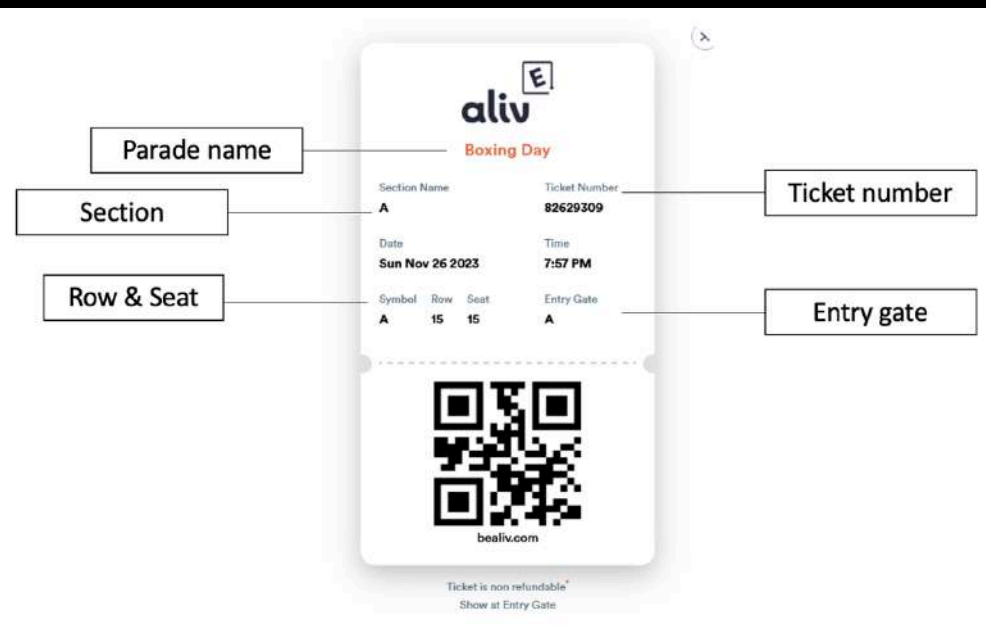 E
aliv
Parade name
Boxing Day
Section Name Ticket Number
Ticket number
Section
A 82629309
Date Time
Sun Nov 26 2023 7:57 PM
Row & Seat
Symbol Row Seat Entry Gate
Entry gate
A 15 15 A
bealiv.com
Ticket is non refundable*
Show at Entry Gate